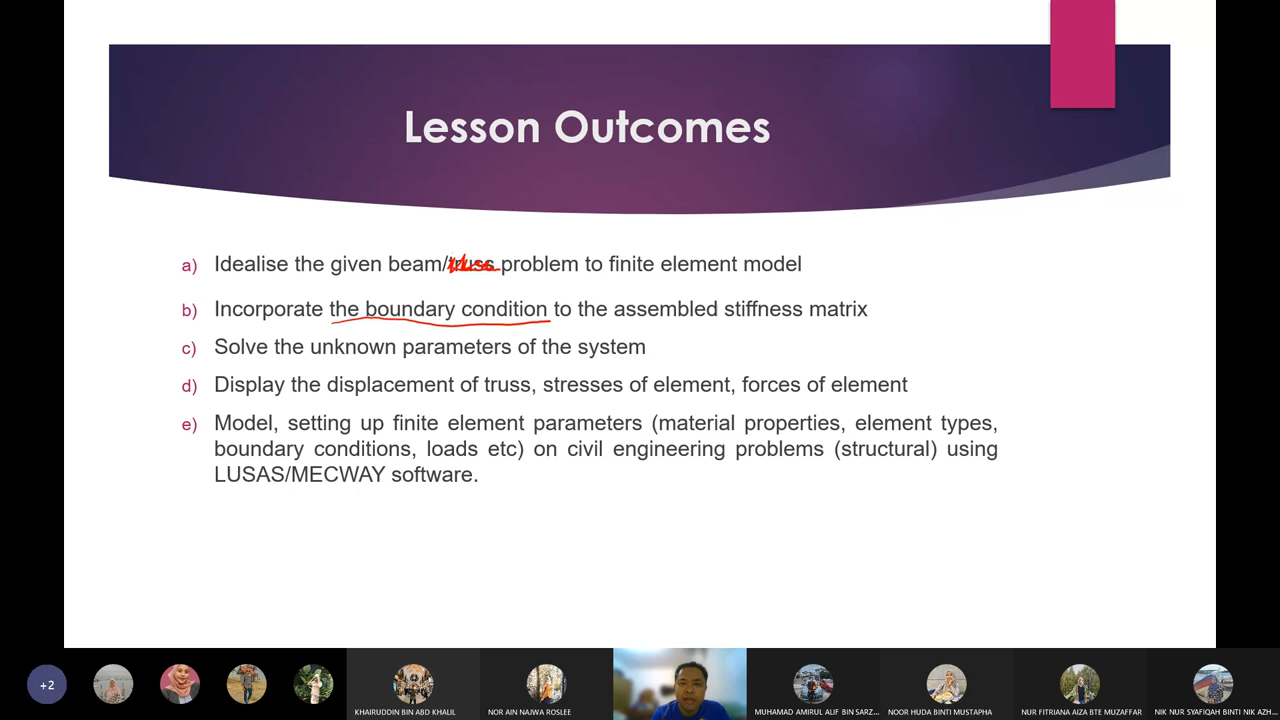 Lesson Outcomes
a) Idealise the given beam/truss problem to finite element model
b) Incorporate the boundary condition to the assembled stiffness matrix
c) Solve the unknown parameters of the system
d) Display the displacement of truss, stresses of element, forces of element
e) Model, setting up finite element parameters (material properties, element types,
boundary conditions, loads etc) on civil engineering problems (structural) using
LUSAS/MECWAY software.
+2
KHAIRUDDIN BIN ABD KHALIL
NOR AIN NAJWA ROSLEE
MUHAMAD AMIRUL ALIF BIN SARZ...
NOOR HUDA BINTI MUSTAPHA
NUR FITRIANA AIZA BTE MUZAFFAR
NIK NUR SYAFIQAH BINTI NIK AZH...